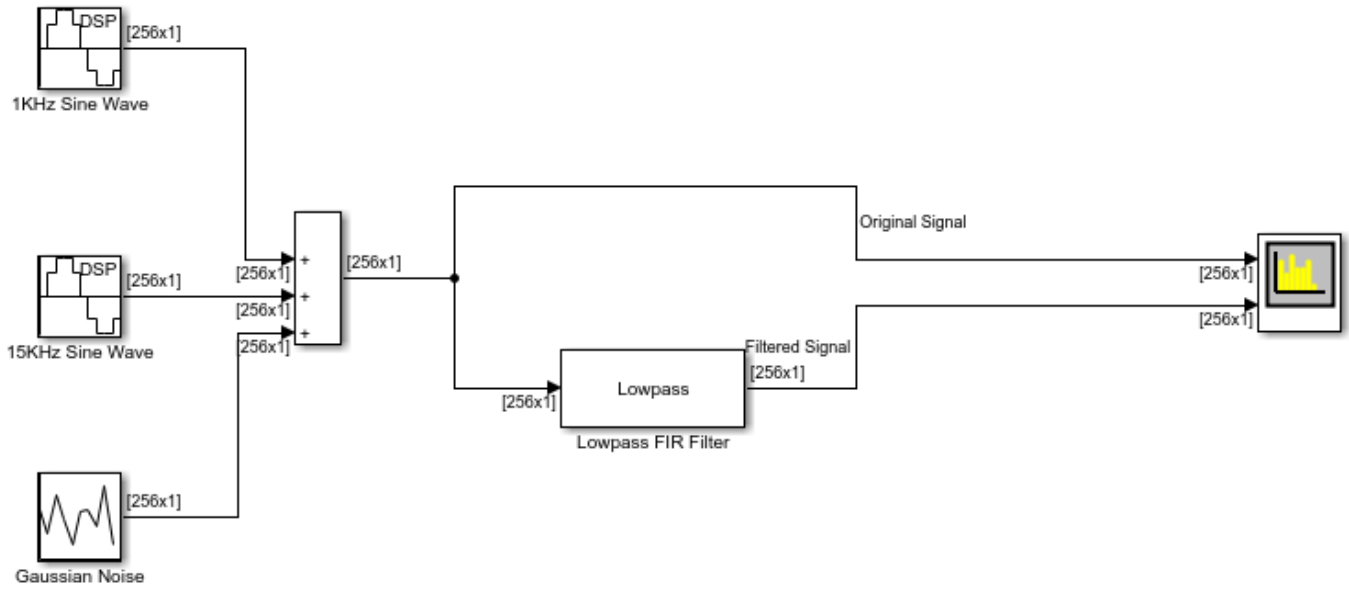 DSP
[256x1]
1KHz Sine Wave
Original Signal
DSP
[256x1]
[256x1]
+
[256x1]
[256x1]
+
[256x1]
[256x1]
+
[256x1]
15KHz Sine Wave
Filtered Signal
[256x1]
Lowpass
[256x1]
Lowpass FIR Filter
[256x1]
Gaussian Noise